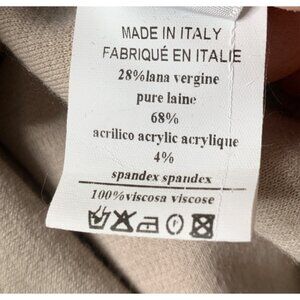 MADE IN ITALY
FABRIQUÉ EN ITALIE
28%lana vergine
pure laine
68%
acrilico acrylic acrylique
4%
spandex spandex
100%viscosa viscose